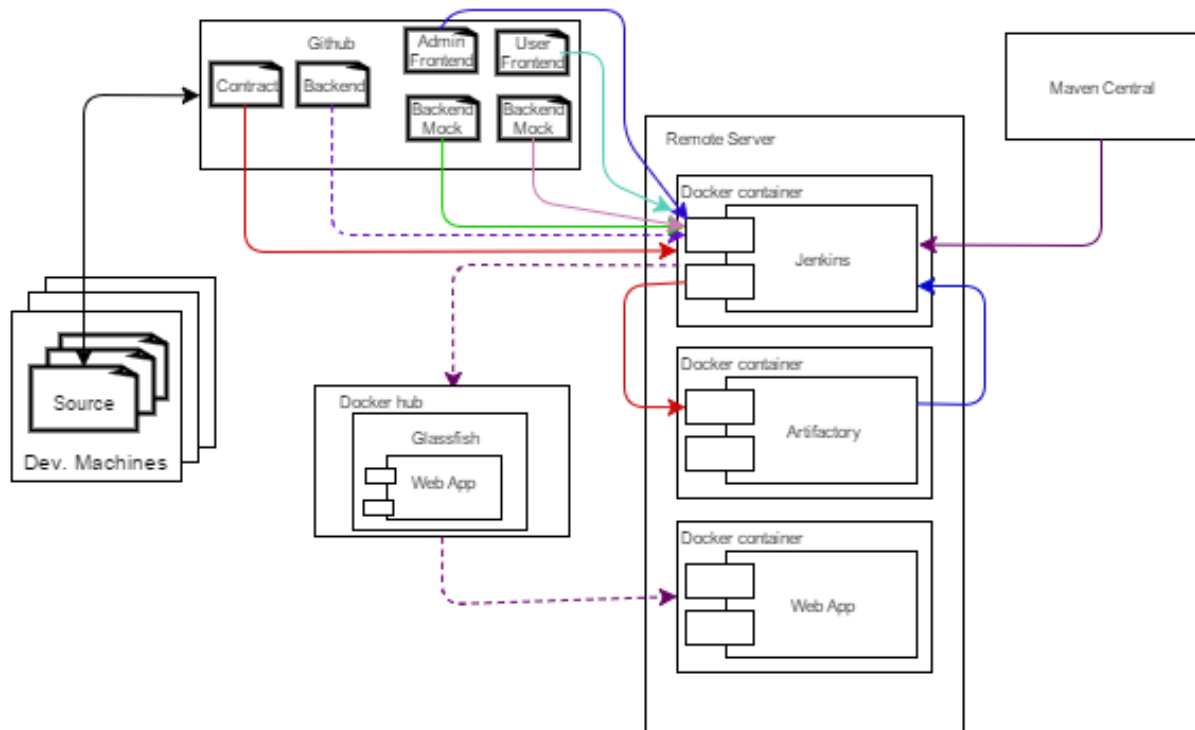 Github
Admin
Frontend
User
Frontend
Contract
Backend
Backend
Mock
Backend
Mock
Maven Central
Remote Server
Docker container
Jenkins
Source
Dev. Machines
Docker hub
Glassfish
Web App
Docker container
Artifactory
Docker container
Web App